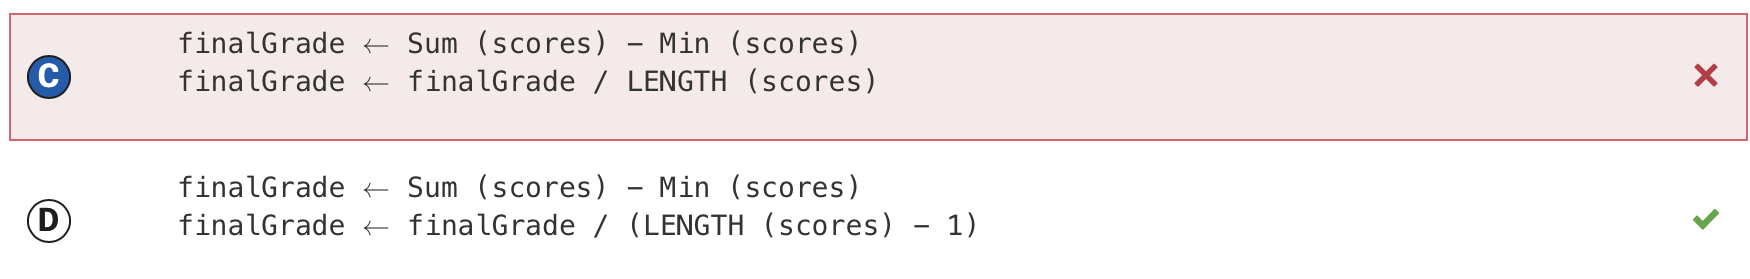 C
finalGrade ← Sum (scores) – Min (scores)
finalGrade ← finalGrade / LENGTH (scores)
D
finalGrade ← Sum (scores) – Min (scores)
finalGrade ← finalGrade / (LENGTH (scores) – 1)